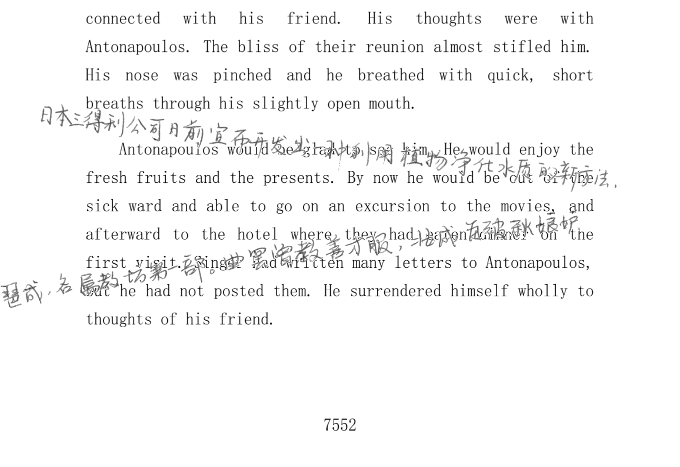 connected with his friend. His thoughts were with
Antonapoulos. The bliss of their reunion almost stifled him.
His nose was pinched and he breathed with quick, short
breaths through his slightly open mouth.
日本三得利公司日前宣布开发出一种利用植物净化水质的新方法,
Antonapoulos would be glad to see him. He would enjoy the
fresh fruits and the presents. By now he would be out of the
sick ward and able to go on an excursion to the movies, and
afterward to the hotel where they had eaten dinner on the
first visit. Singer had written many letters to Antonapoulos,
琶成,名属教坊第一部。曲罢曾教善才服,妆成每被秋娘妒
but he had not posted them. He surrendered himself wholly to
thoughts of his friend.
7552